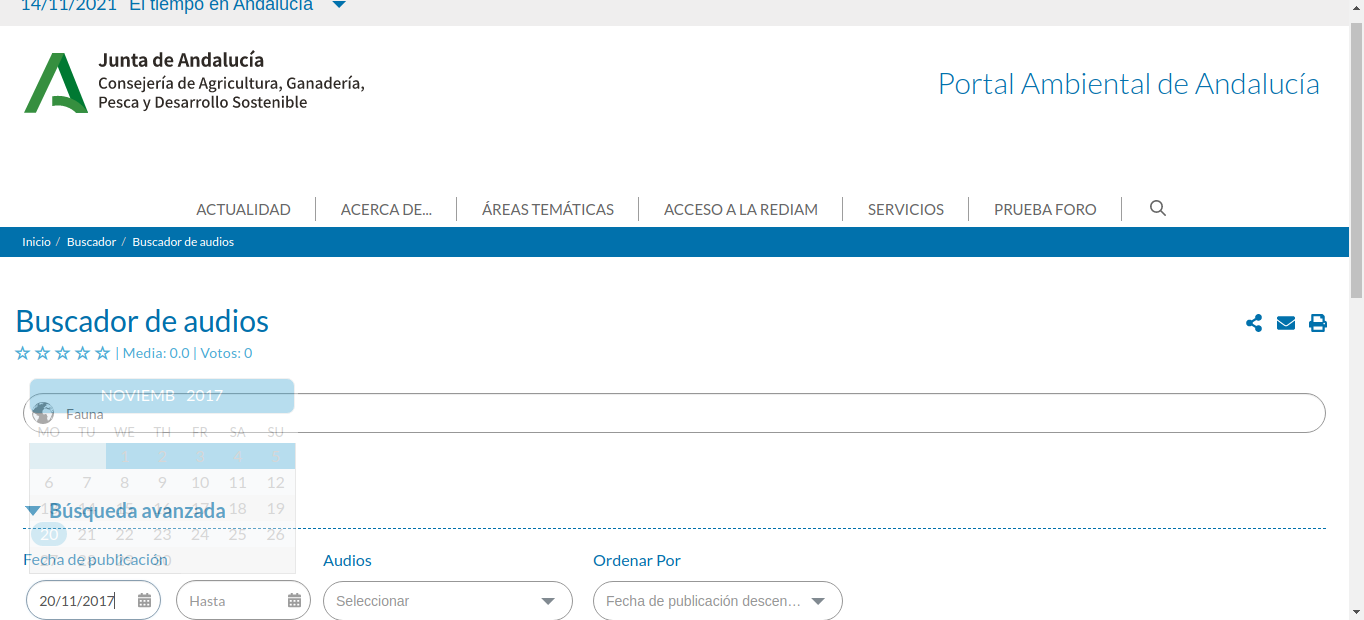 14/11/2021 El tiempo en Andalucía
Junta de Andalucía
Consejería de Agricultura, Ganadería,
Pesca y Desarrollo Sostenible
Portal Ambiental de Andalucía
ACTUALIDAD ACERCA DE... ÁREAS TEMÁTICAS ACCESO A LA REDIAM SERVICIOS PRUEBA FORO
Inicio / Buscador / Buscador de audios
Buscador de audios
| Media: 0.0 | Votos: 0
NOVIEMB 2017
Fauna
MO TU WE TH FR SA SU
1 2 3 4 5
6 7 8 9 10 11 12
13 14 15 16 17 18 19
Búsqueda avanzada
20 21 22 23 24 25 26
27 28 29 30
Fecha de publicación Audios Ordenar Por
20/11/2017 Hasta Seleccionar Fecha de publicación descen...